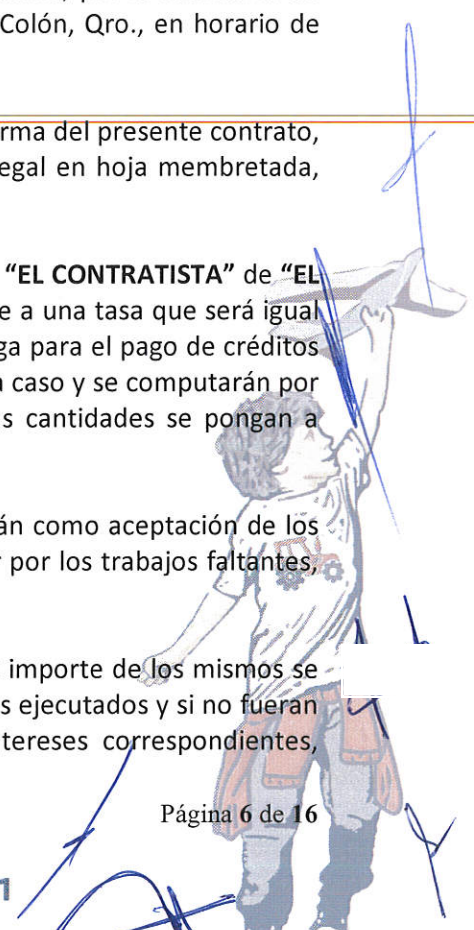 Colón, Qro., en horario de
rma del presente contrato,
egal en hoja membretada,
"EL CONTRATISTA" de "EL
e a una tasa que será igual
ga para el pago de créditos
a caso y se computarán por
s cantidades se pongan a
án como aceptación de los
r por los trabajos faltantes,
importe de los mismos se
s ejecutados y si no fueran
tereses correspondientes,
Página 6 de 16
1